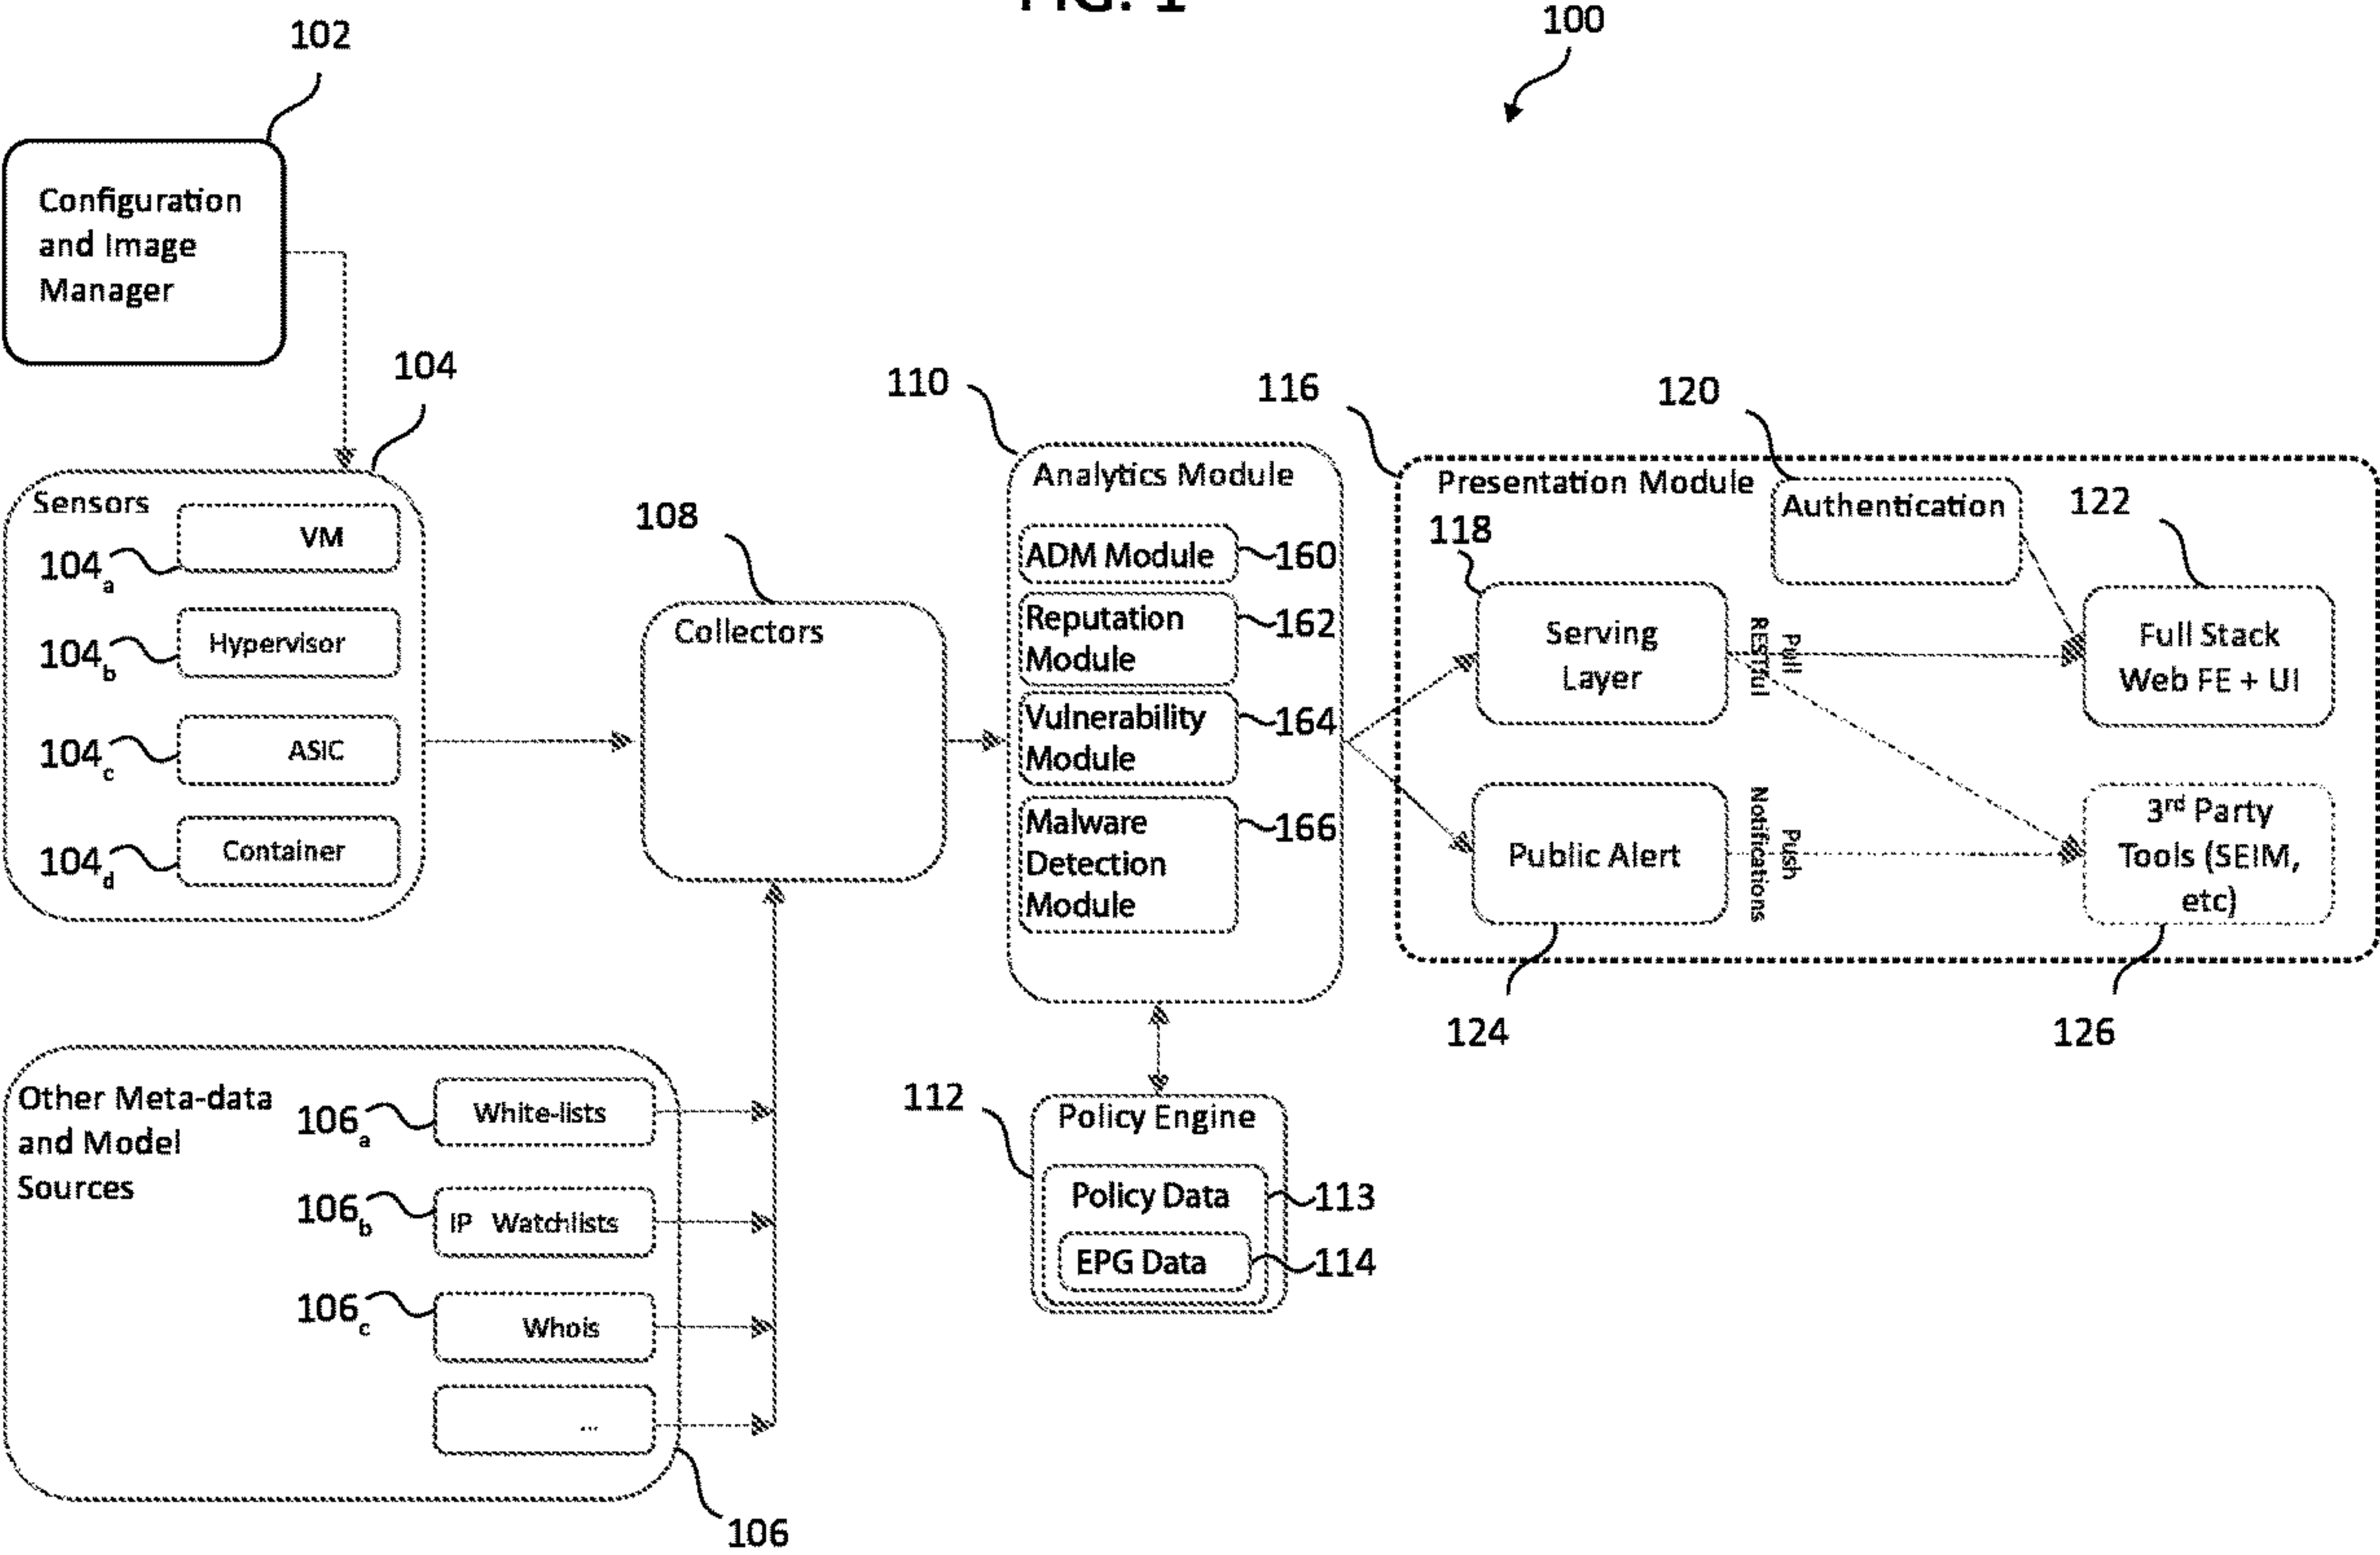 FIG. 1
100
102
Configuration
and Image
Manager
104
Sensors
VM
104a
Hypervisor
104b
ASIC
104c
Container
104d
108
Collectors
110
Analytics Module
ADM Module
160
Reputation
Module
162
Vulnerability
Module
164
Malware
Detection
Module
166
116
Presentation Module
120
Authentication
118
Serving
Layer
RESTful
Pull
122
Full Stack
Web FE + UI
Public Alert
Notifications
Push
3rd Party
Tools (SEIM,
etc)
124
126
112
Policy Engine
Policy Data
113
EPG Data
114
Other Meta-data
and Model
Sources
White-lists
106a
IP Watchlists
106b
Whois
106c
...
106